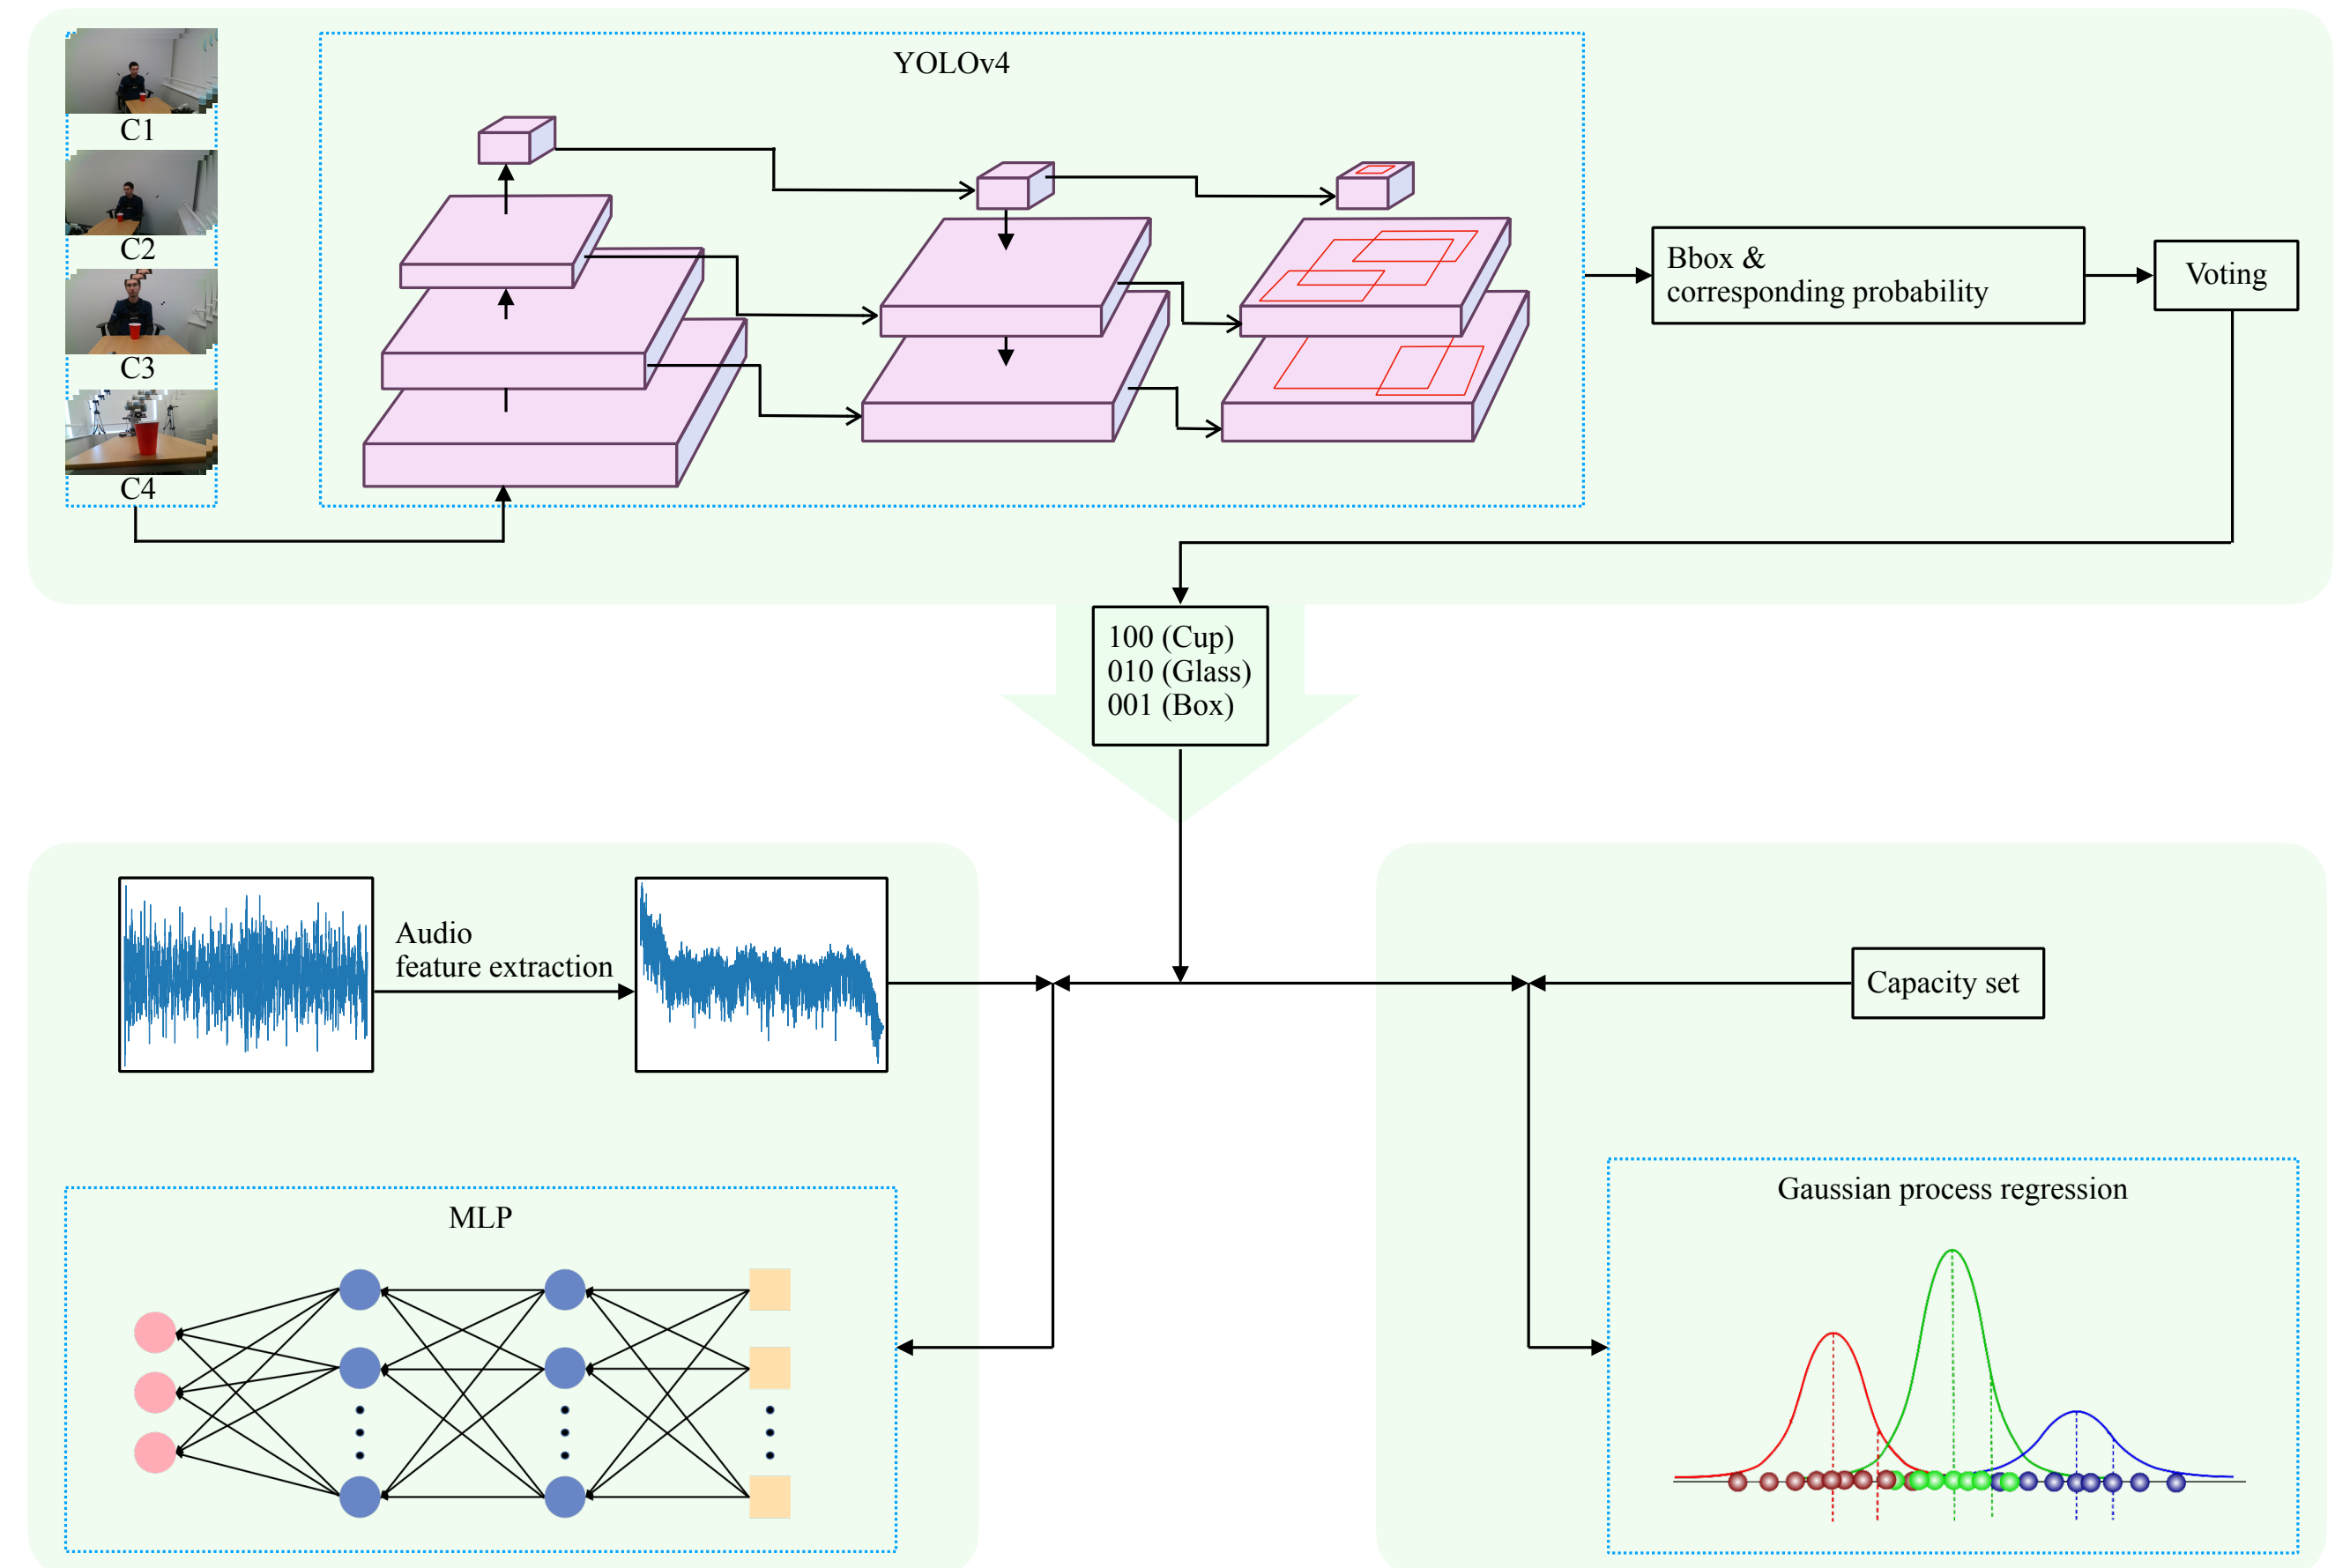 C1
C2
C3
C4
YOLOv4
Bbox &
corresponding probability
Voting
100 (Cup)
010 (Glass)
001 (Box)
Audio
feature extraction
Capacity set
MLP
Gaussian process regression